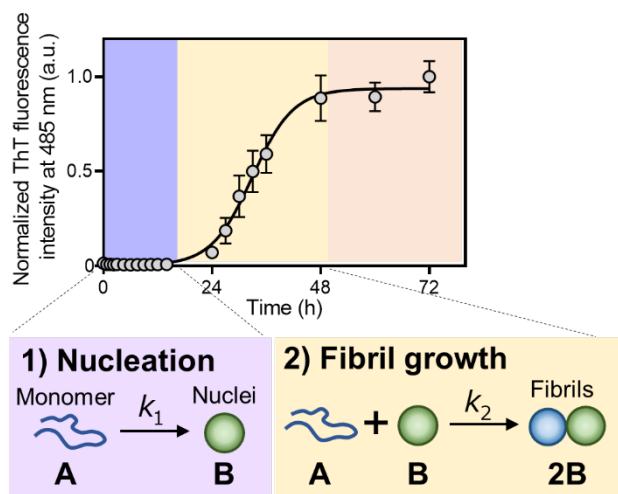 Normalized ThT fluorescence
intensity at 485 nm (a.u.)
1.0
0.5
0
0
24
48
72
Time (h)
1) Nucleation
Monomer
k1
Nuclei
A
B
2) Fibril growth
+
k2
Fibrils
A
B
2B